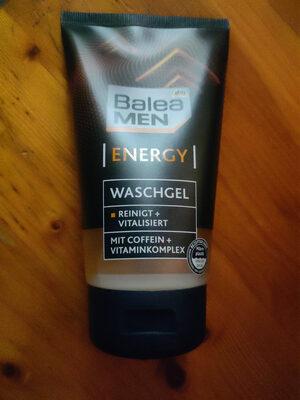 Balea
MEN
ENERGY
WASCHGEL
REINIGT +
VITALISIERT
MIT COFFEIN +
VITAMINKOMPLEX